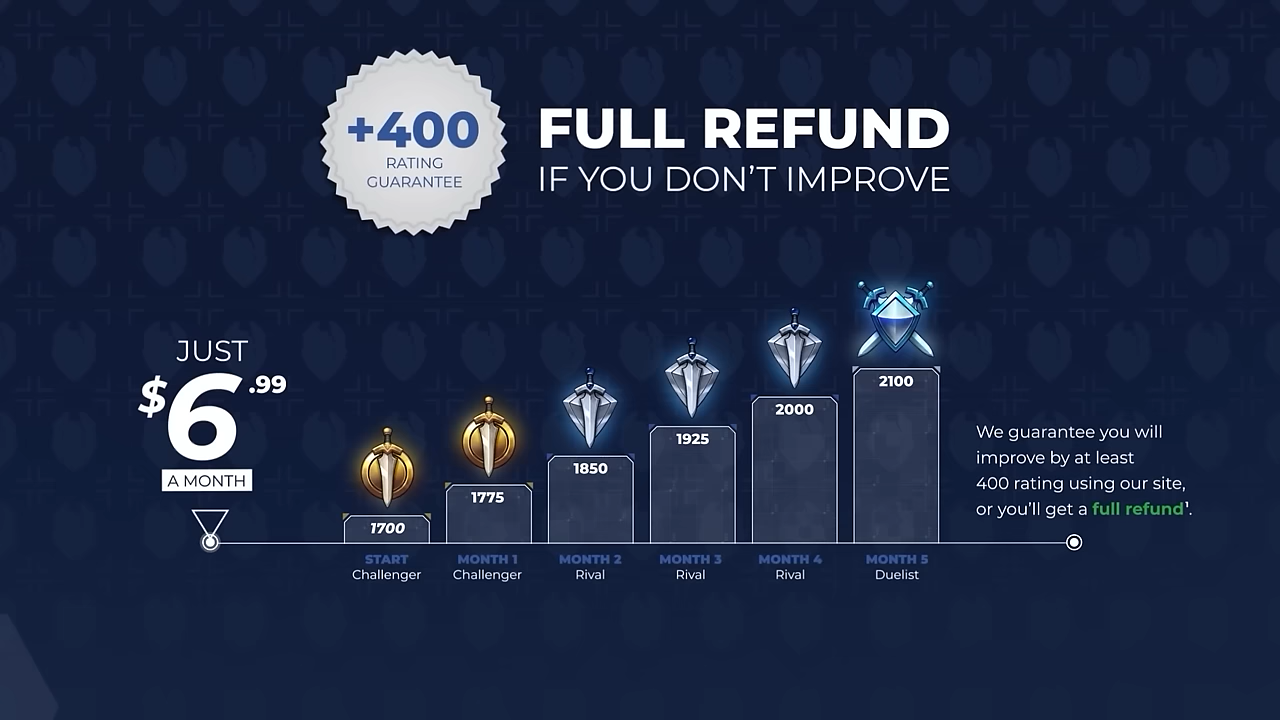 +400
RATING
GUARANTEE
FULL REFUND
IF YOU DON'T IMPROVE
JUST
$6.99
A MONTH
1700
1775
1850
1925
2000
2100
START
Challenger
MONTH 1
Challenger
MONTH 2
Rival
MONTH 3
Rival
MONTH 4
Rival
MONTH 5
Duelist
We guarantee you will
improve by at least
400 rating using our site,
or you'll get a full refund¹.